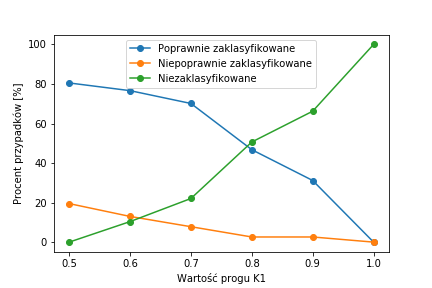 100
80
60
40
20
0
Procent przypadków [%]
Poprawnie zaklasyfikowane
Niepoprawnie zaklasyfikowane
Niezaklasyfikowane
0.5 0.6 0.7 0.8 0.9 1.0
Wartość progu K1